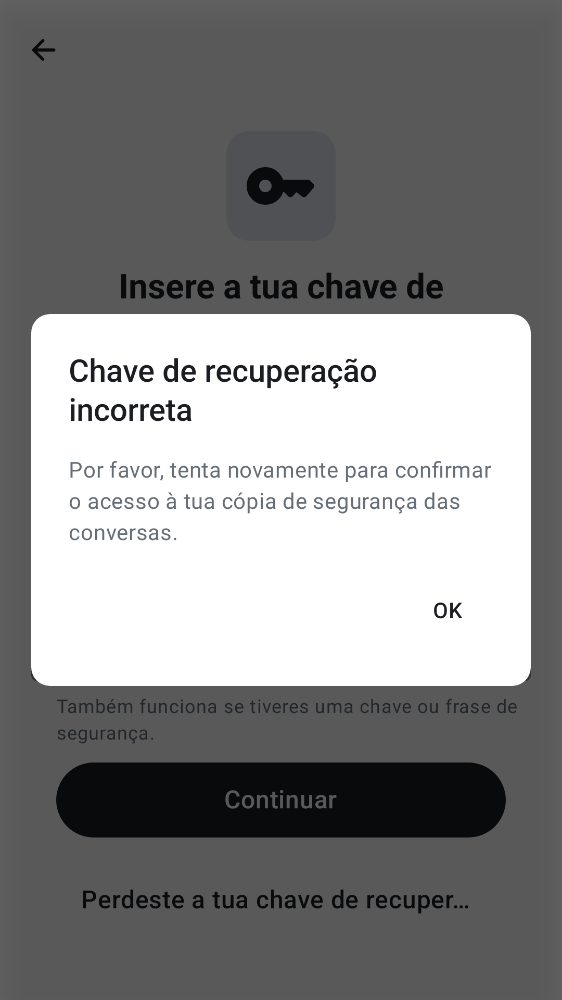 Insere a tua chave de
Chave de recuperação
incorreta
Por favor, tenta novamente para confirmar
o acesso à tua cópia de segurança das
conversas.
OK
Também funciona se tiveres uma chave ou frase de
segurança.
Continuar
Perdeste a tua chave de recuper…